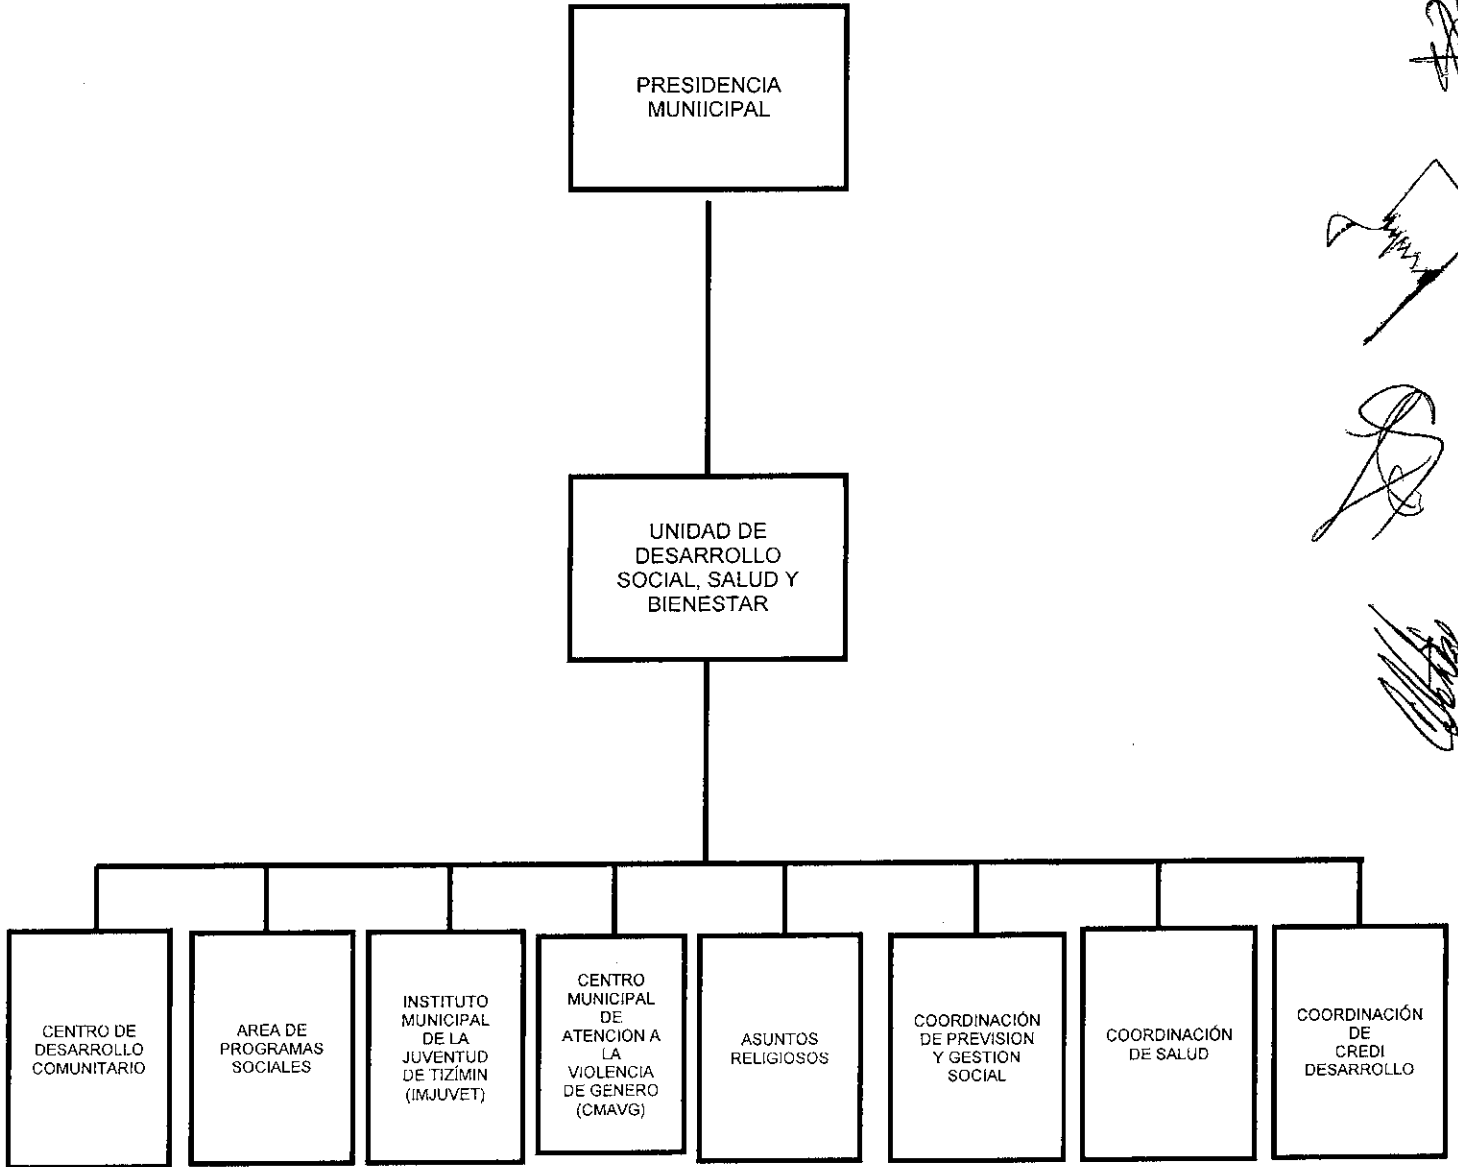 PRESIDENCIA
MUNIICIPAL
UNIDAD DE
DESARROLLO
SOCIAL, SALUD Y
BIENESTAR
CENTRO DE
DESARROLLO
COMUNITARIO
AREA DE
PROGRAMAS
SOCIALES
INSTITUTO
MUNICIPAL
DE LA
JUVENTUD
DE TIZÍMIN
(IMJUVET)
CENTRO
MUNICIPAL
DE
ATENCION A
LA
VIOLENCIA
DE GENERO
(CMAVG)
ASUNTOS
RELIGIOSOS
COORDINACIÓN
DE PREVISION
Y GESTION
SOCIAL
COORDINACIÓN
DE SALUD
COORDINACIÓN
DE
CREDI
DESARROLLO